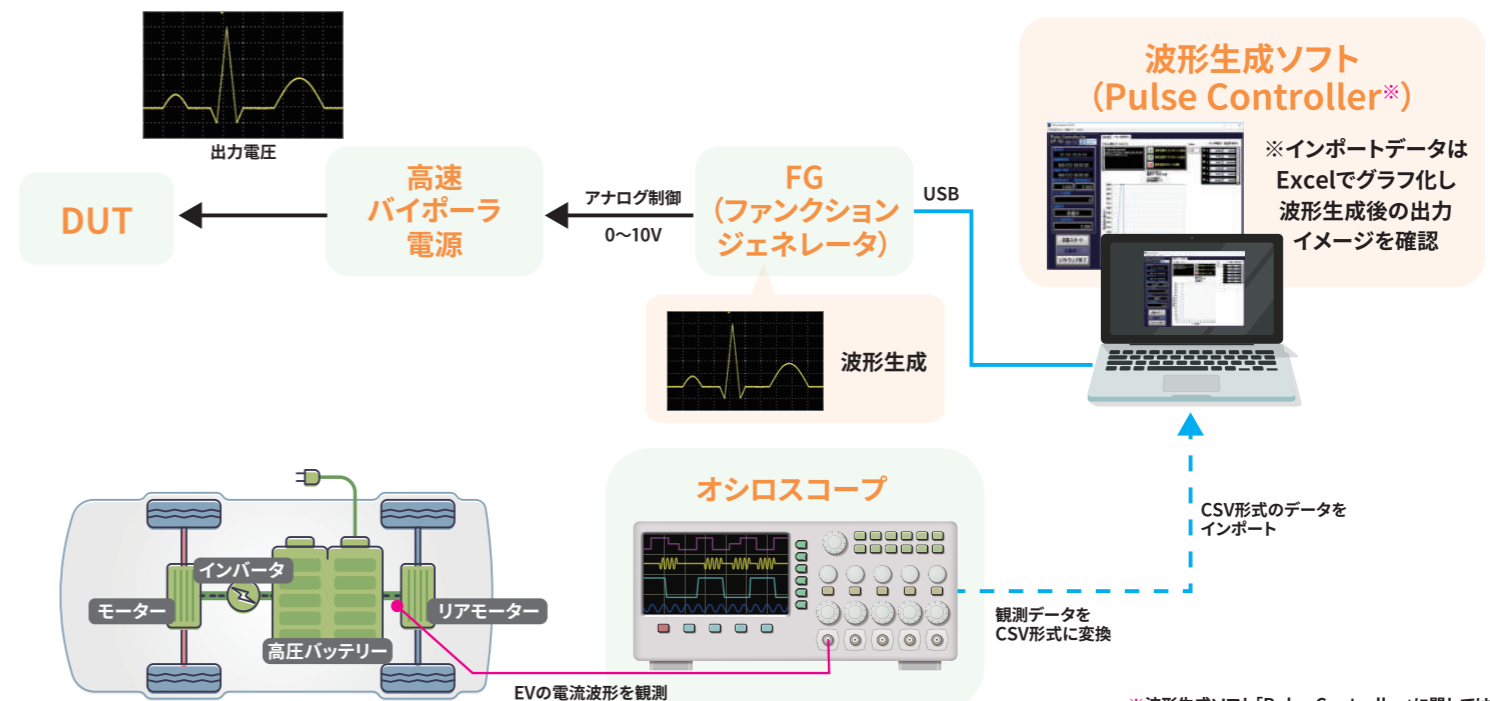 波形生成ソフト
(Pulse Controller※)
※インポートデータは
Excelでグラフ化し
波形生成後の出力
イメージを確認
出力電圧
DUT
高速
バイポーラ
電源
アナログ制御
0〜10V
FG
(ファンクション
ジェネレータ)
USB
波形生成
オシロスコープ
CSV形式のデータを
インポート
観測データを
CSV形式に変換
インバータ
モーター
リアモーター
高圧バッテリー
EVの電流波形を観測